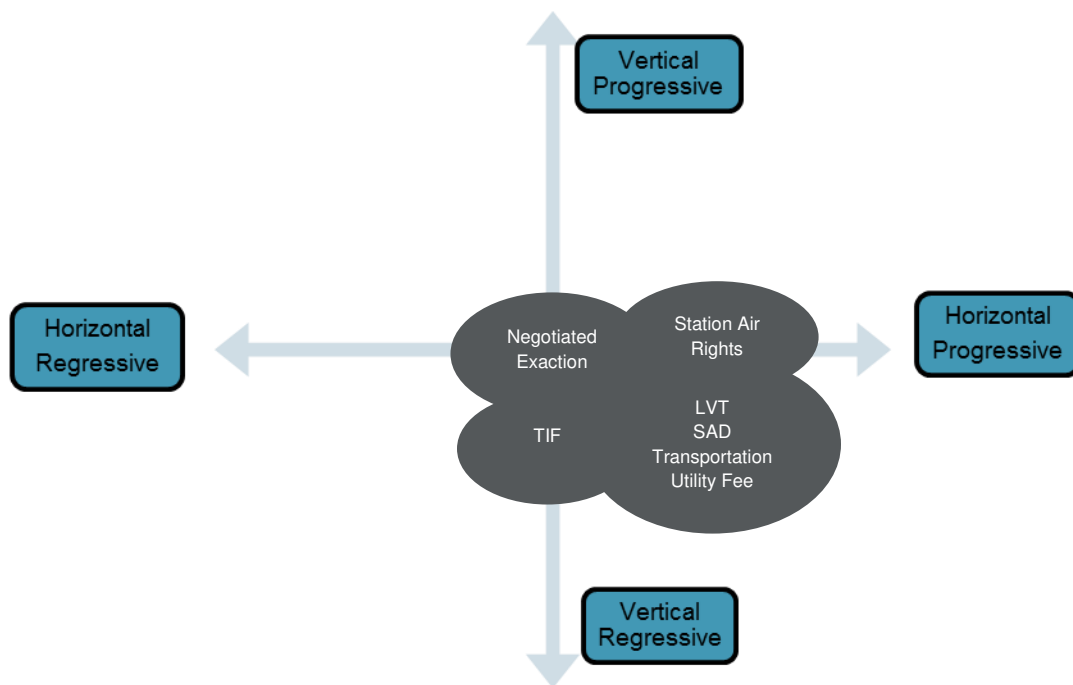 Vertical
Progressive
Negotiated
Exaction
Station Air
Rights
Horizontal
Regressive
Horizontal
Progressive
TIF
LVT
SAD
Transportation
Utility Fee
Vertical
Regressive